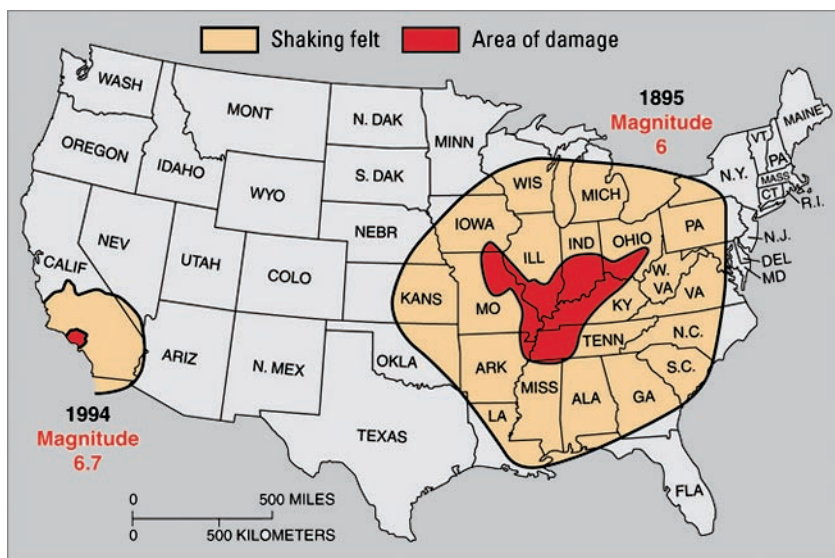 Shaking felt
Area of damage
WASH
MONT
N. DAK
MINN
1895
Magnitude
6
MAINE
VT.
PA
OREGON
IDAHO
S. DAK
WIS
MICH
N.Y.
MASS
CT
R.I.
WYO
IOWA
NEBR
ILL
IND
OHIO
PA
N.J.
DEL
MD
NEV
UTAH
COLO
CALIF
KANS
MO
W.
VA
KY
VA
ARIZ
N. MEX
OKLA
ARK
TENN
N.C.
S.C.
MISS
ALA
GA
LA
TEXAS
FLA
1994
Magnitude
6.7
0 500 MILES
0 500 KILOMETERS